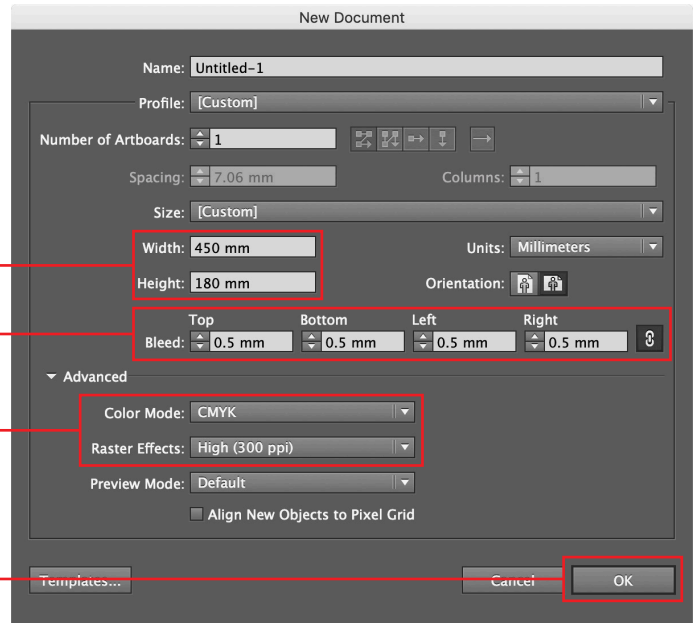 New Document
Name: Untitled-1
Profile: [Custom]
Number of Artboards: 1
Spacing: 7.06 mm Columns: 1
Size: [Custom]
Width: 450 mm Units: Millimeters
Height: 180 mm Orientation:
Top Bottom Left Right
Bleed: 0.5 mm 0.5 mm 0.5 mm 0.5 mm
Advanced
Color Mode: CMYK
Raster Effects: High (300 ppi)
Preview Mode: Default
Align New Objects to Pixel Grid
Templates... Cancel OK